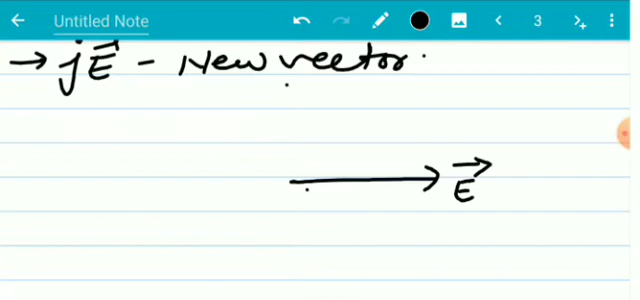 Untitled Note
3
→ jE⃗ - New vector.
E⃗